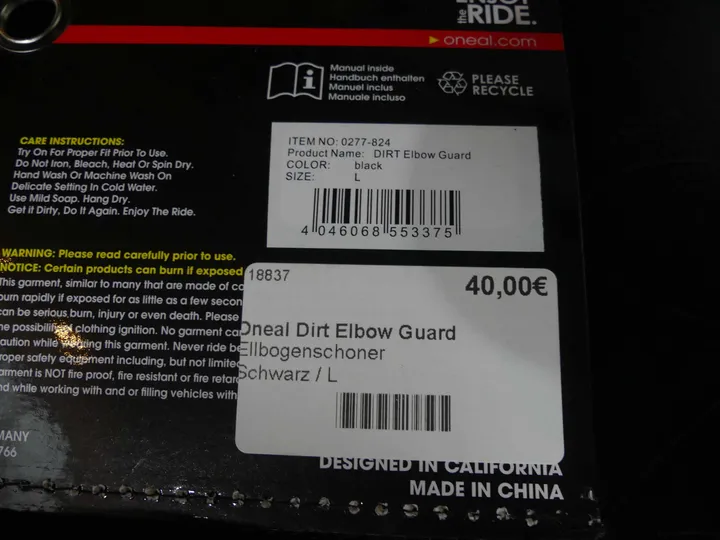 the RIDE.
oneal.com
Manual inside
Handbuch enthalten
Manuel inclus
Manuale incluso
PLEASE
RECYCLE
CARE INSTRUCTIONS:
Try On For Proper Fit Prior To Use.
Do Not Iron, Bleach, Heat Or Spin Dry.
Hand Wash Or Machine Wash On
Delicate Setting In Cold Water.
Use Mild Soap. Hang Dry.
Get it Dirty, Do It Again. Enjoy The Ride.
ITEM NO: 0277-824
Product Name: DIRT Elbow Guard
COLOR: black
SIZE: L
4 046068 553375
WARNING: Please read carefully prior to use.
NOTICE: Certain products can burn if exposed
This garment, similar to many that are made of
burn rapidly if exposed for as little as a few
can be serious burn, injury or even death. Please
clothing ignition. No garment
caution while wearing this garment. Never ride
proper safety equipment including, but not
garment is NOT fire proof, fire resistant or fire
and while working with and or filling vehicles with
18837
40,00€
Oneal Dirt Elbow Guard
Ellbogenschoner
Schwarz / L
DESIGNED IN CALIFORNIA
MADE IN CHINA